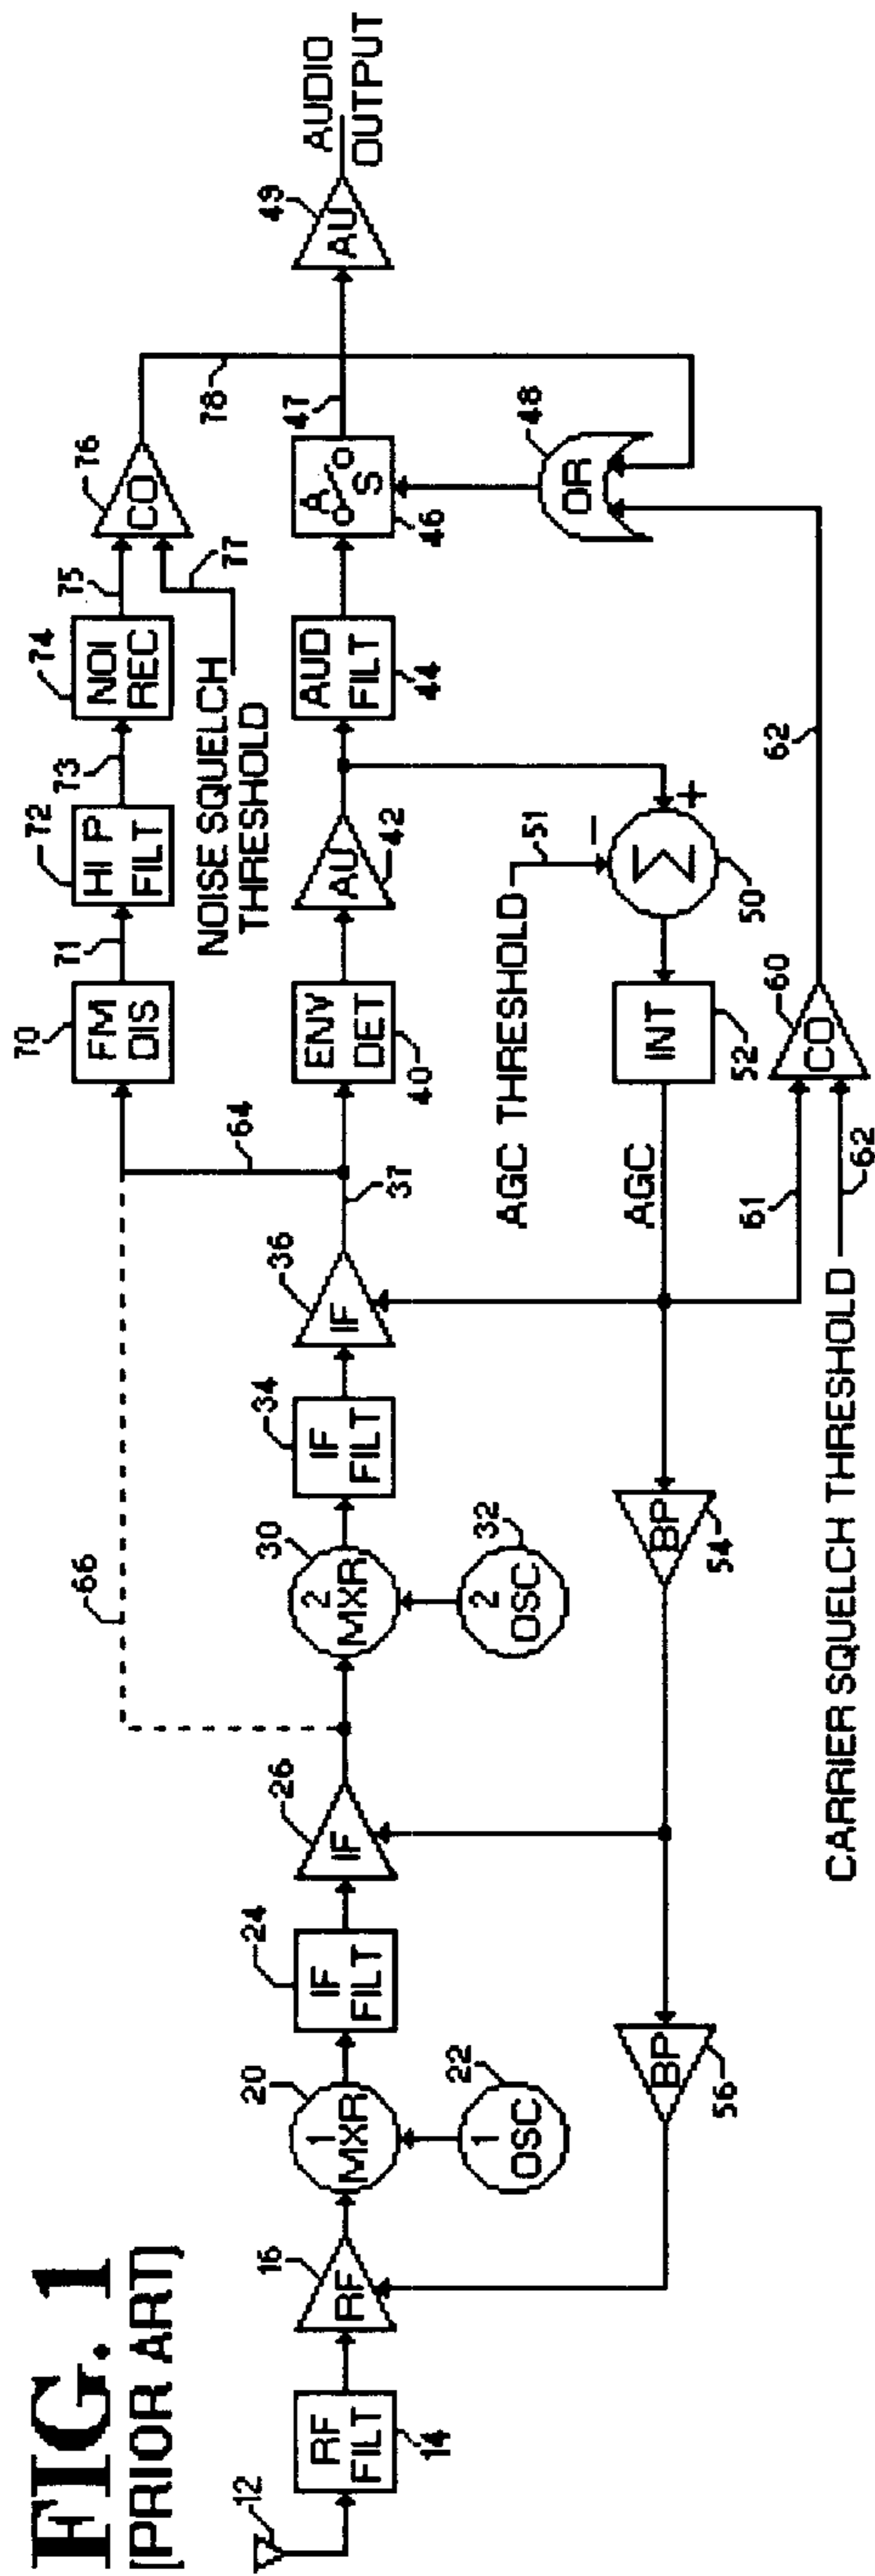 FIG. 1
[PRIOR ART]
12
RF
FILT
14
RF
16
1
MXR
20
1
OSC
22
IF
FILT
24
IF
26
66
2
MXR
30
2
OSC
32
IF
FILT
34
IF
36
37
64
FM
DIS
70
71
HI P
FILT
72
73
NOI
REC
74
75
CO
76
77
NOISE SQUELCH
THRESHOLD
78
ENV
DET
40
AU
42
AUD
FILT
44
A
S
46
47
AU
49
AUDIO
OUTPUT
OR
48
AGC THRESHOLD
51
−
+
Σ
50
INT
52
AGC
BP
54
BP
56
61
62
CO
60
62
CARRIER SQUELCH THRESHOLD